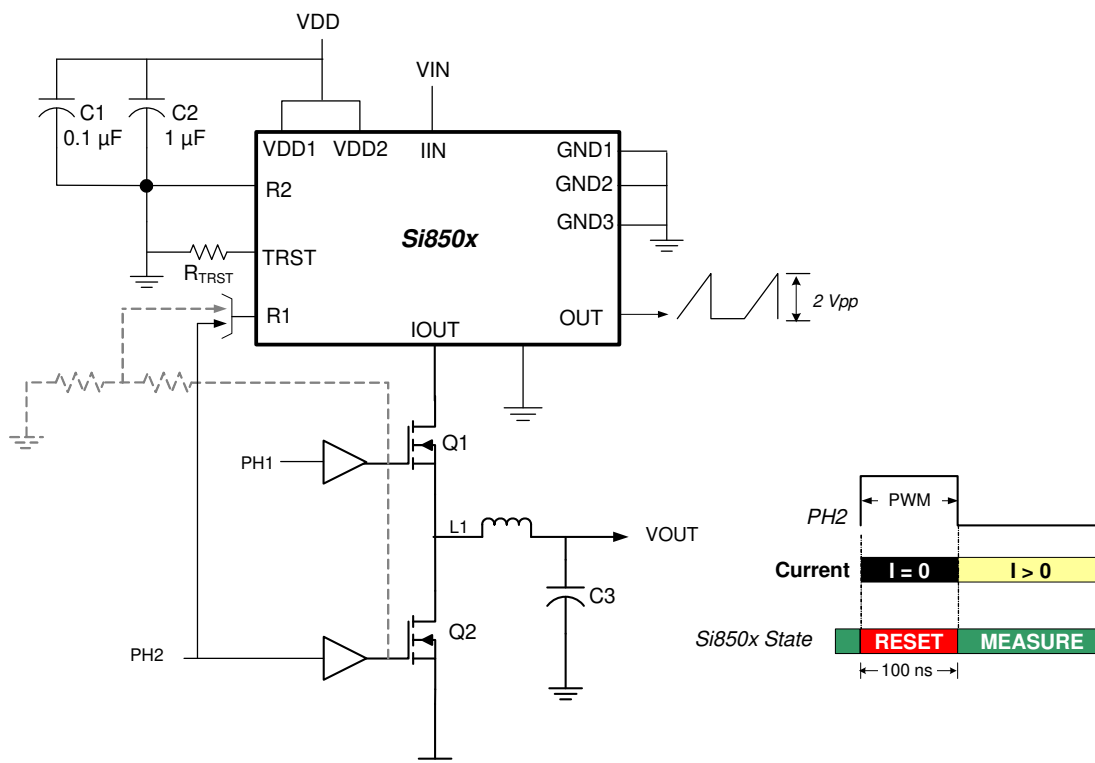 VDD
VIN
C1
0.1 µF
C2
1 µF
VDD1
VDD2
IIN
GND1
GND2
GND3
R2
Si850x
TRST
RTRST
R1
IOUT
OUT
2 Vpp
PH1
Q1
L1
VOUT
C3
PH2
Q2
PH2
PWM
Current
I = 0
I > 0
Si850x State
RESET
MEASURE
100 ns